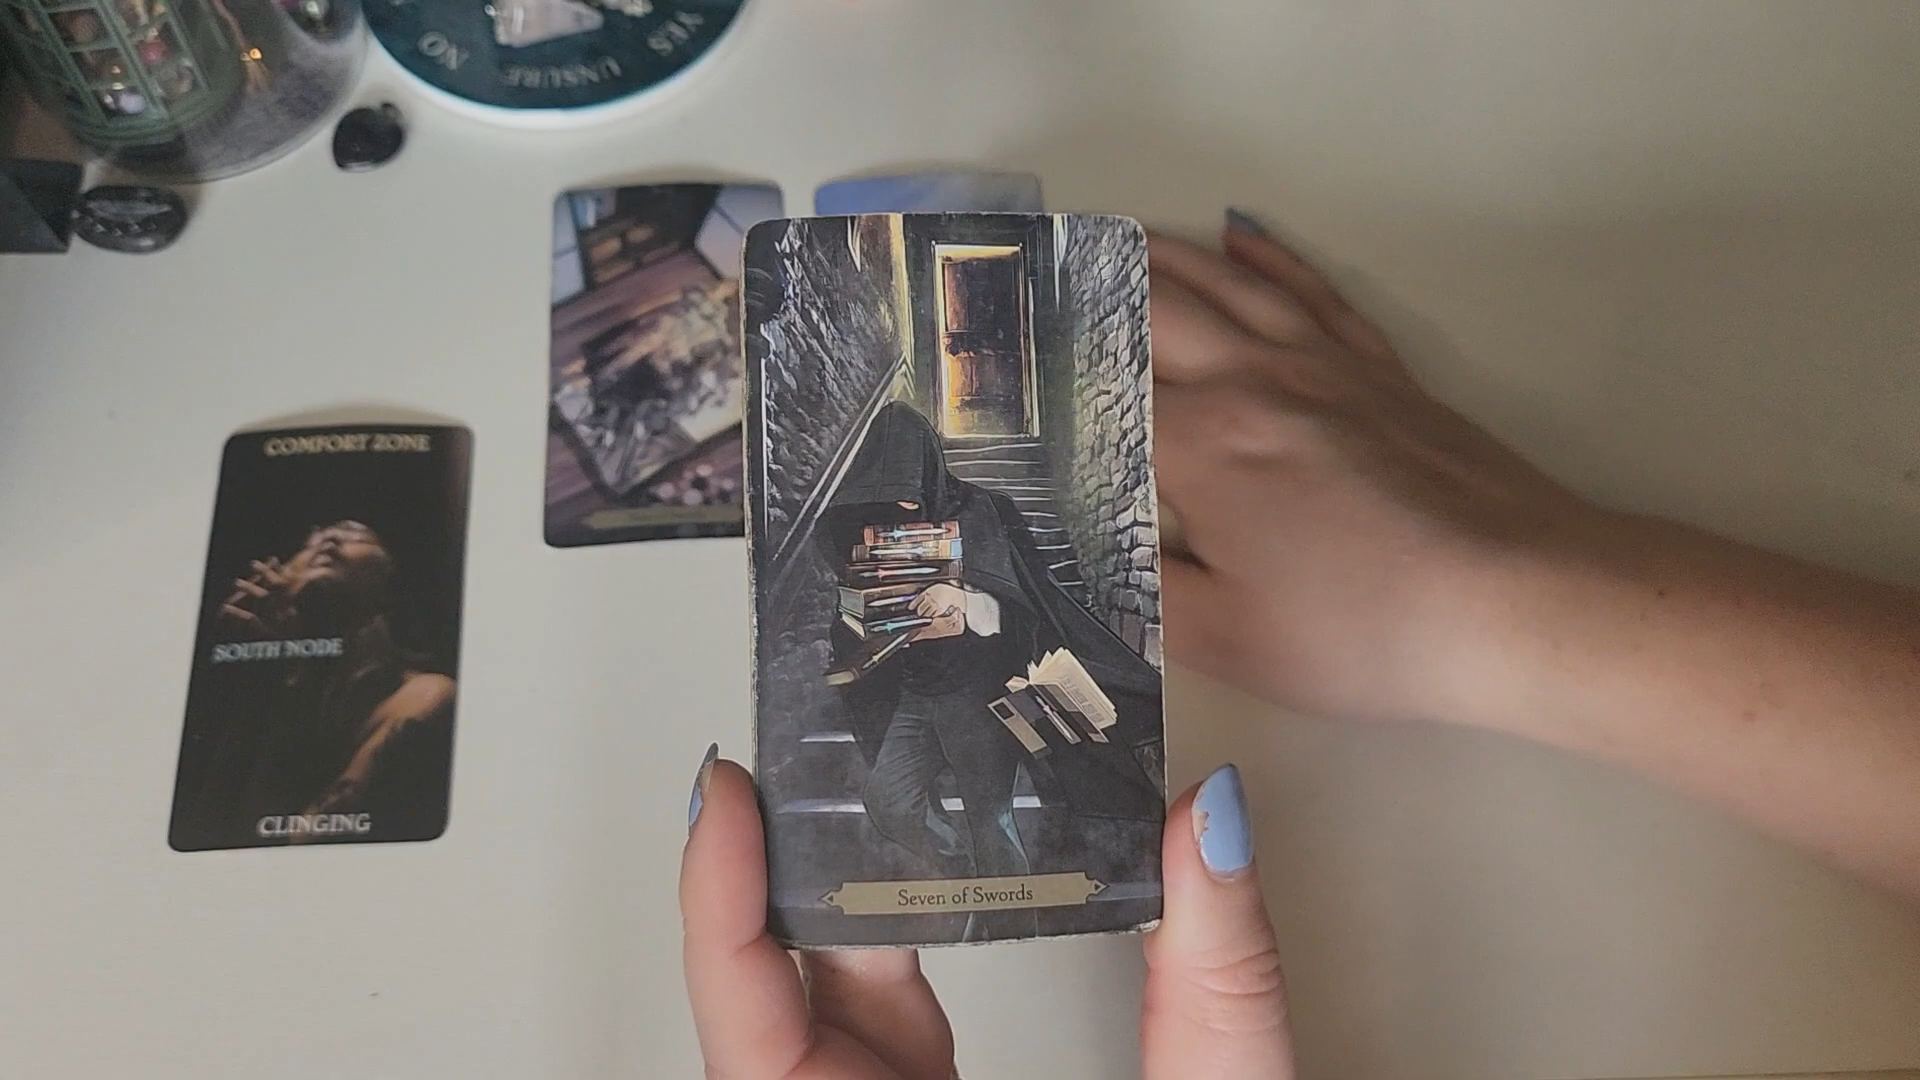 NO
UNSURE
YES
COMFORT ZONE
SOUTH NODE
CLINGING
Seven of Swords